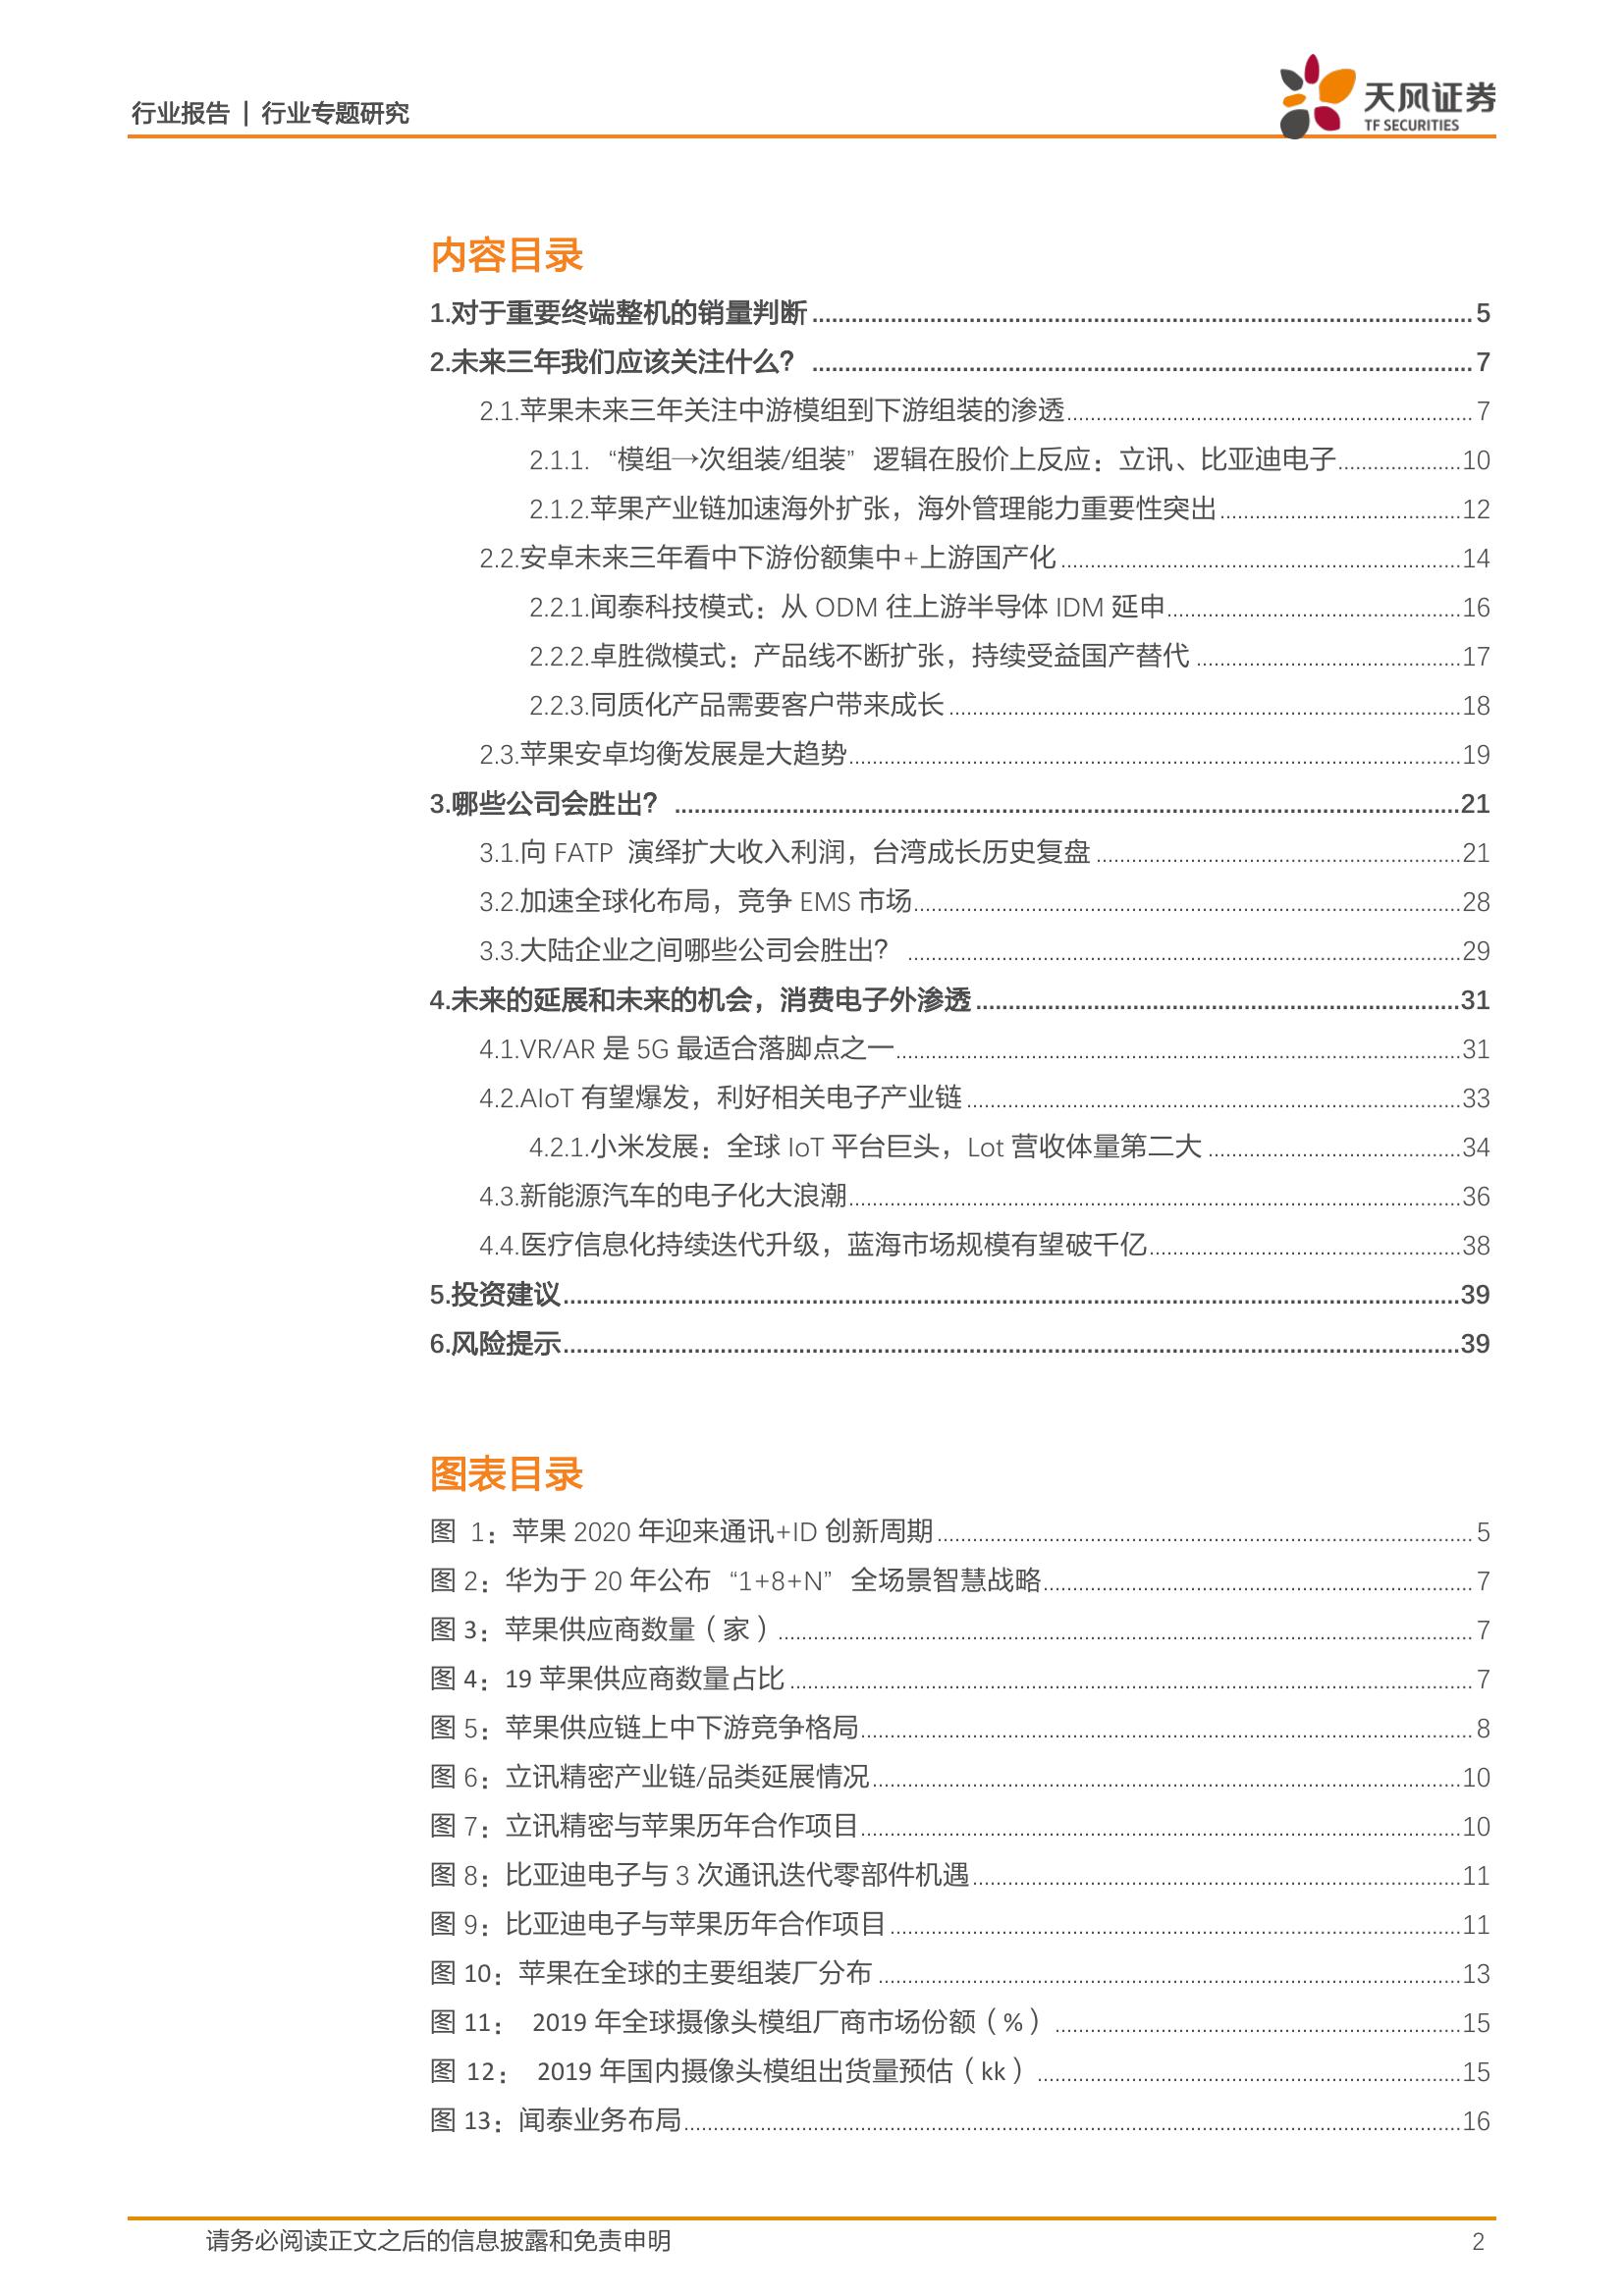 行业报告 | 行业专题研究
天风证券
TF SECURITIES
内容目录
1.对于重要终端整机的销量判断 5
2.未来三年我们应该关注什么？ 7
2.1.苹果未来三年关注中游模组到下游组装的渗透 7
2.1.1. “模组→次组装/组装” 逻辑在股价上反应：立讯、比亚迪电子 10
2.1.2.苹果产业链加速海外扩张，海外管理能力重要性突出 12
2.2.安卓未来三年看中下游份额集中+上游国产化 14
2.2.1.闻泰科技模式：从 ODM 往上游半导体 IDM 延申 16
2.2.2.卓胜微模式：产品线不断扩张，持续受益国产替代 17
2.2.3.同质化产品需要客户带来成长 18
2.3.苹果安卓均衡发展是大趋势 19
3.哪些公司会胜出？ 21
3.1.向 FATP 演绎扩大收入利润，台湾成长历史复盘 21
3.2.加速全球化布局，竞争 EMS 市场 28
3.3.大陆企业之间哪些公司会胜出？ 29
4.未来的延展和未来的机会，消费电子外渗透 31
4.1.VR/AR 是 5G 最适合落脚点之一 31
4.2.AIoT 有望爆发，利好相关电子产业链 33
4.2.1.小米发展：全球 IoT 平台巨头，Lot 营收体量第二大 34
4.3.新能源汽车的电子化大浪潮 36
4.4.医疗信息化持续迭代升级，蓝海市场规模有望破千亿 38
5.投资建议 39
6.风险提示 39
图表目录
图 1：苹果 2020 年迎来通讯+ID 创新周期 5
图 2：华为于 20 年公布 “1+8+N” 全场景智慧战略 7
图 3：苹果供应商数量（家） 7
图 4：19 苹果供应商数量占比 7
图 5：苹果供应链上中下游竞争格局 8
图 6：立讯精密产业链/品类延展情况 10
图 7：立讯精密与苹果历年合作项目 10
图 8：比亚迪电子与 3 次通讯迭代零部件机遇 11
图 9：比亚迪电子与苹果历年合作项目 11
图 10：苹果在全球的主要组装厂分布 13
图 11： 2019 年全球摄像头模组厂商市场份额（%） 15
图 12： 2019 年国内摄像头模组出货量预估（kk） 15
图 13：闻泰业务布局 16
请务必阅读正文之后的信息披露和免责申明 2